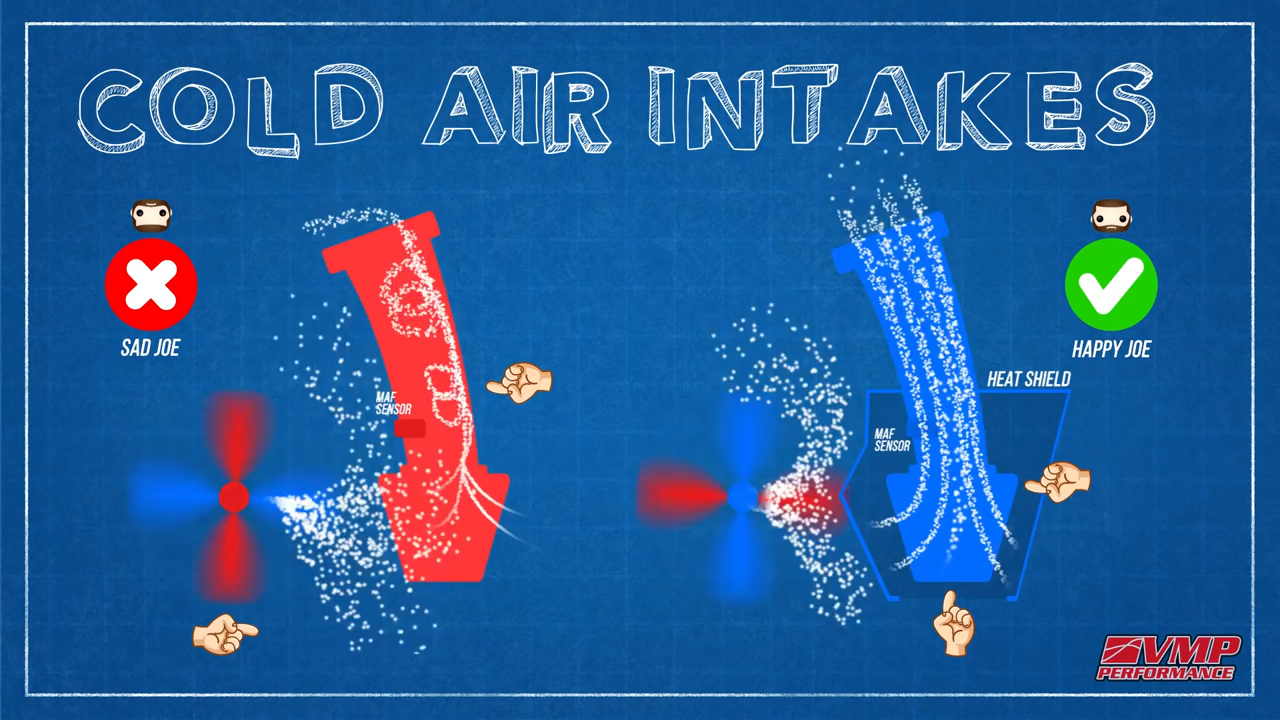 COLD AIR INTAKES
SAD JOE
HAPPY JOE
HEAT SHIELD
MAF
SENSOR
MAF
SENSOR
VMP
PERFORMANCE